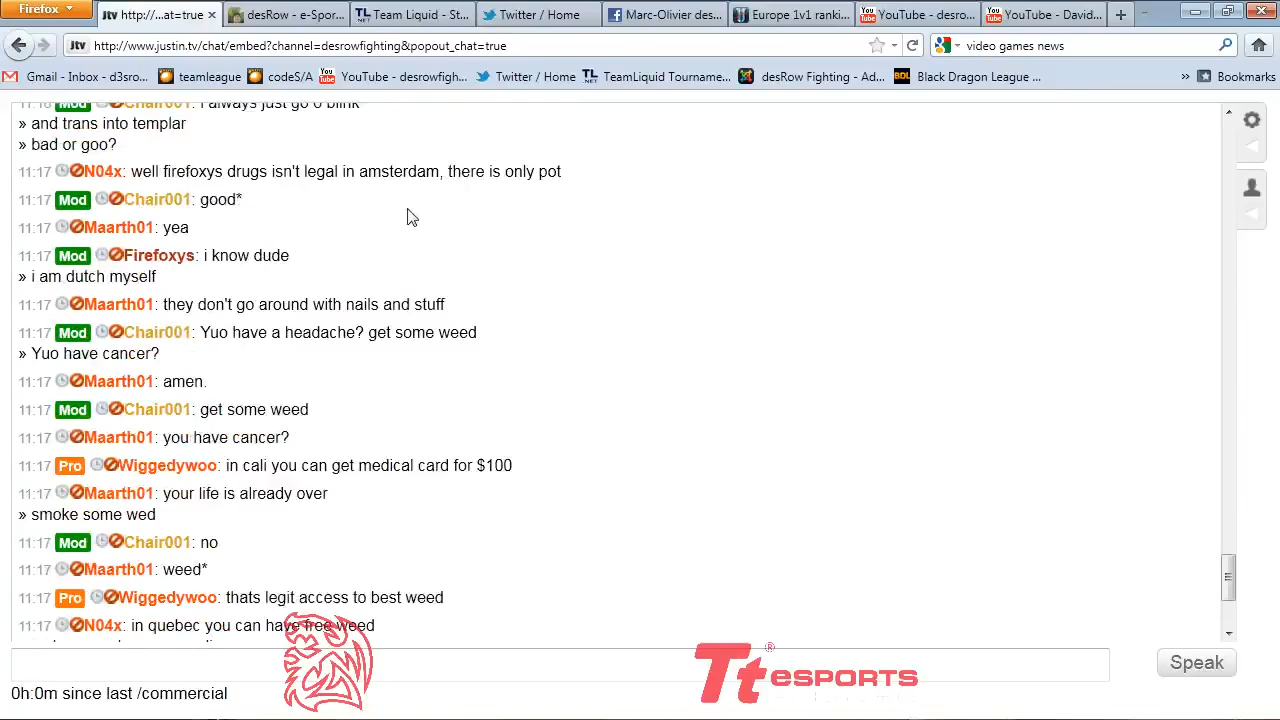 Firefox
http://...at=true
desRow - e-Spor...
Team Liquid - St...
Twitter / Home
Marc-Olivier des...
Europe 1v1 ranki...
YouTube - desro...
YouTube - David...
http://www.justin.tv/chat/embed?channel=desrowfighting&popout_chat=true
video games news
Gmail - Inbox - d3sro...
teamleague
codeS/A
YouTube - desrowfigh...
Twitter / Home
TeamLiquid Tourname...
desRow Fighting - Ad...
Black Dragon League...
Bookmarks
Mod Chair001: i always just go
» and trans into templar
» bad or goo?
11:17 N04x: well firefoxys drugs isn't legal in amsterdam, there is only pot
Mod Chair001: good*
11:17 Maarth01: yea
11:17 Mod Firefoxys: i know dude
» i am dutch myself
11:17 Maarth01: they don't go around with nails and stuff
11:17 Mod Chair001: Yuo have a headache? get some weed
» Yuo have cancer?
11:17 Maarth01: amen.
11:17 Mod Chair001: get some weed
11:17 Maarth01: you have cancer?
11:17 Pro Wiggedywoo: in cali you can get medical card for $100
11:17 Maarth01: your life is already over
» smoke some wed
11:17 Mod Chair001: no
11:17 Maarth01: weed*
11:17 Pro Wiggedywoo: thats legit access to best weed
11:17 N04x: in quebec you can have free weed
Speak
Tt eSPORTS ®
0h:0m since last /commercial